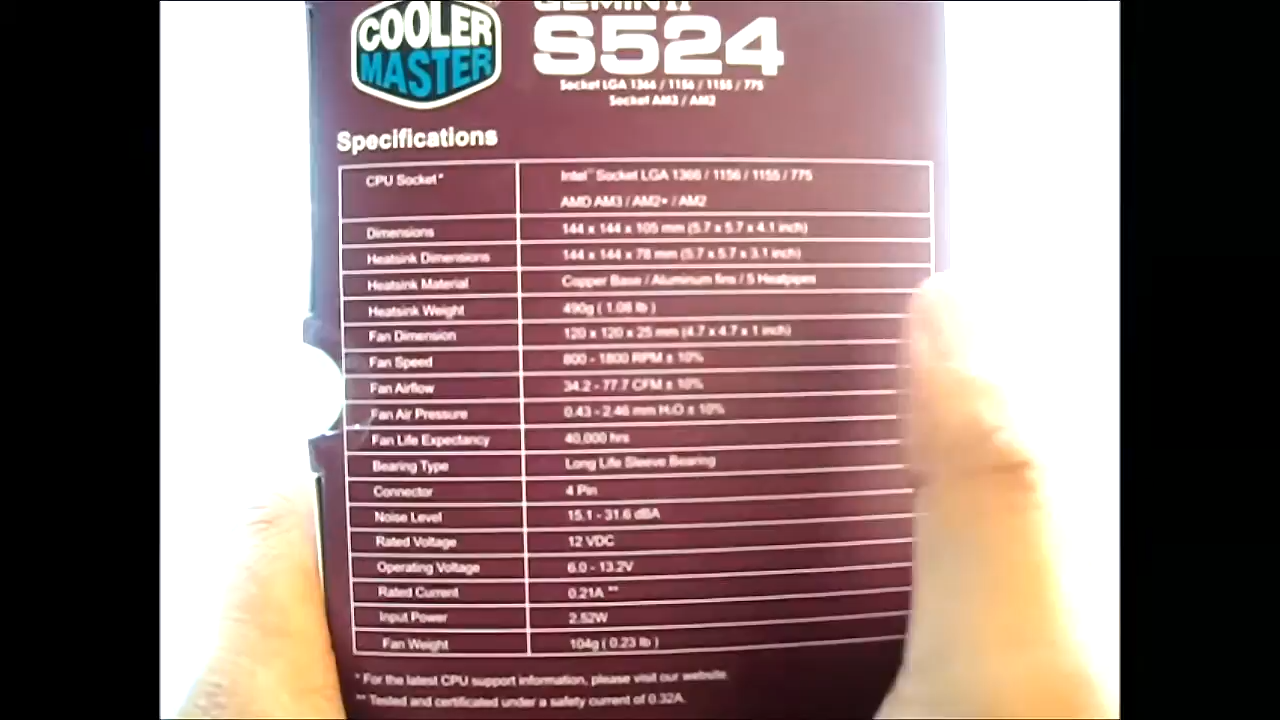 COOLER
MASTER
GEMIN II
S524
Socket LGA 1366 / 1156 / 1155 / 775
Socket AM3 / AM2
Specifications
CPU Socket* Intel® Socket LGA 1366 / 1156 / 1155 / 775
AMD AM3 / AM2+ / AM2
Dimensions 144 x 144 x 105 mm (5.7 x 5.7 x 4.1 inch)
Heatsink Dimensions 144 x 144 x 78 mm (5.7 x 5.7 x 3.1 inch)
Heatsink Material Copper Base / Aluminum fins / 5 Heatpipes
Heatsink Weight 490g ( 1.08 lb )
Fan Dimension 120 x 120 x 25 mm (4.7 x 4.7 x 1 inch)
Fan Speed 800 - 1800 RPM ± 10%
Fan Airflow 34.2 - 77.7 CFM ± 10%
Fan Air Pressure 0.43 - 2.46 mm H₂O ± 10%
Fan Life Expectancy 40,000 hrs
Bearing Type Long Life Sleeve Bearing
Connector 4 Pin
Noise Level 15.1 - 31.6 dBA
Rated Voltage 12 VDC
Operating Voltage 6.0 - 13.2V
Rated Current 0.21A **
Input Power 2.52W
Fan Weight 104g ( 0.23 lb )
* For the latest CPU support information, please visit our website.
** Tested and certificated under a safety current of 0.32A.